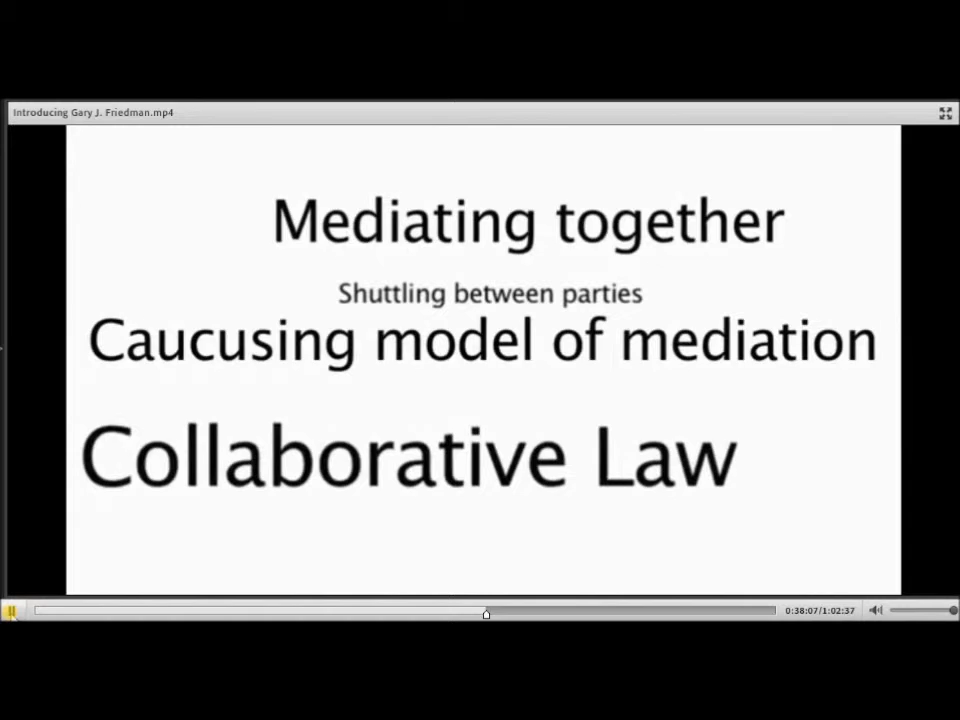 Introducing Gary J. Friedman.mp4
Mediating together
Shuttling between parties
Caucusing model of mediation
Collaborative Law
0:38:07/1:02:37